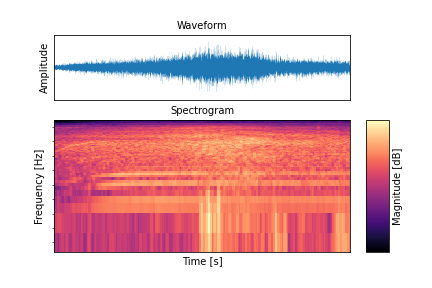 Waveform
Amplitude
Spectrogram
Frequency [Hz]
Magnitude [dB]
Time [s]